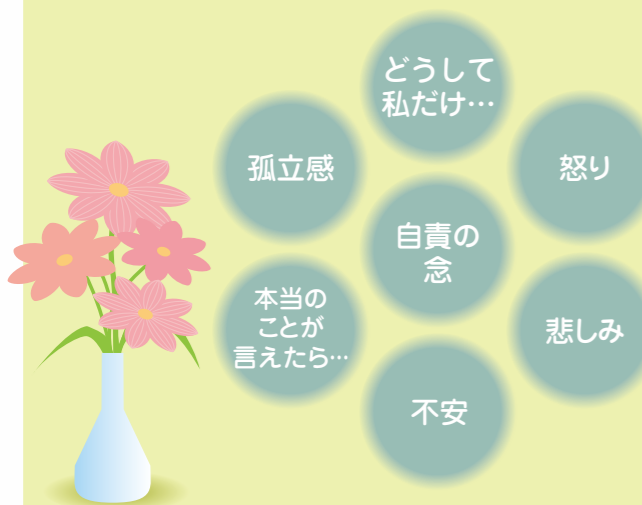 どうして
私だけ…
孤立感
怒り
自責の
念
本当の
ことが
言えたら…
悲しみ
不安